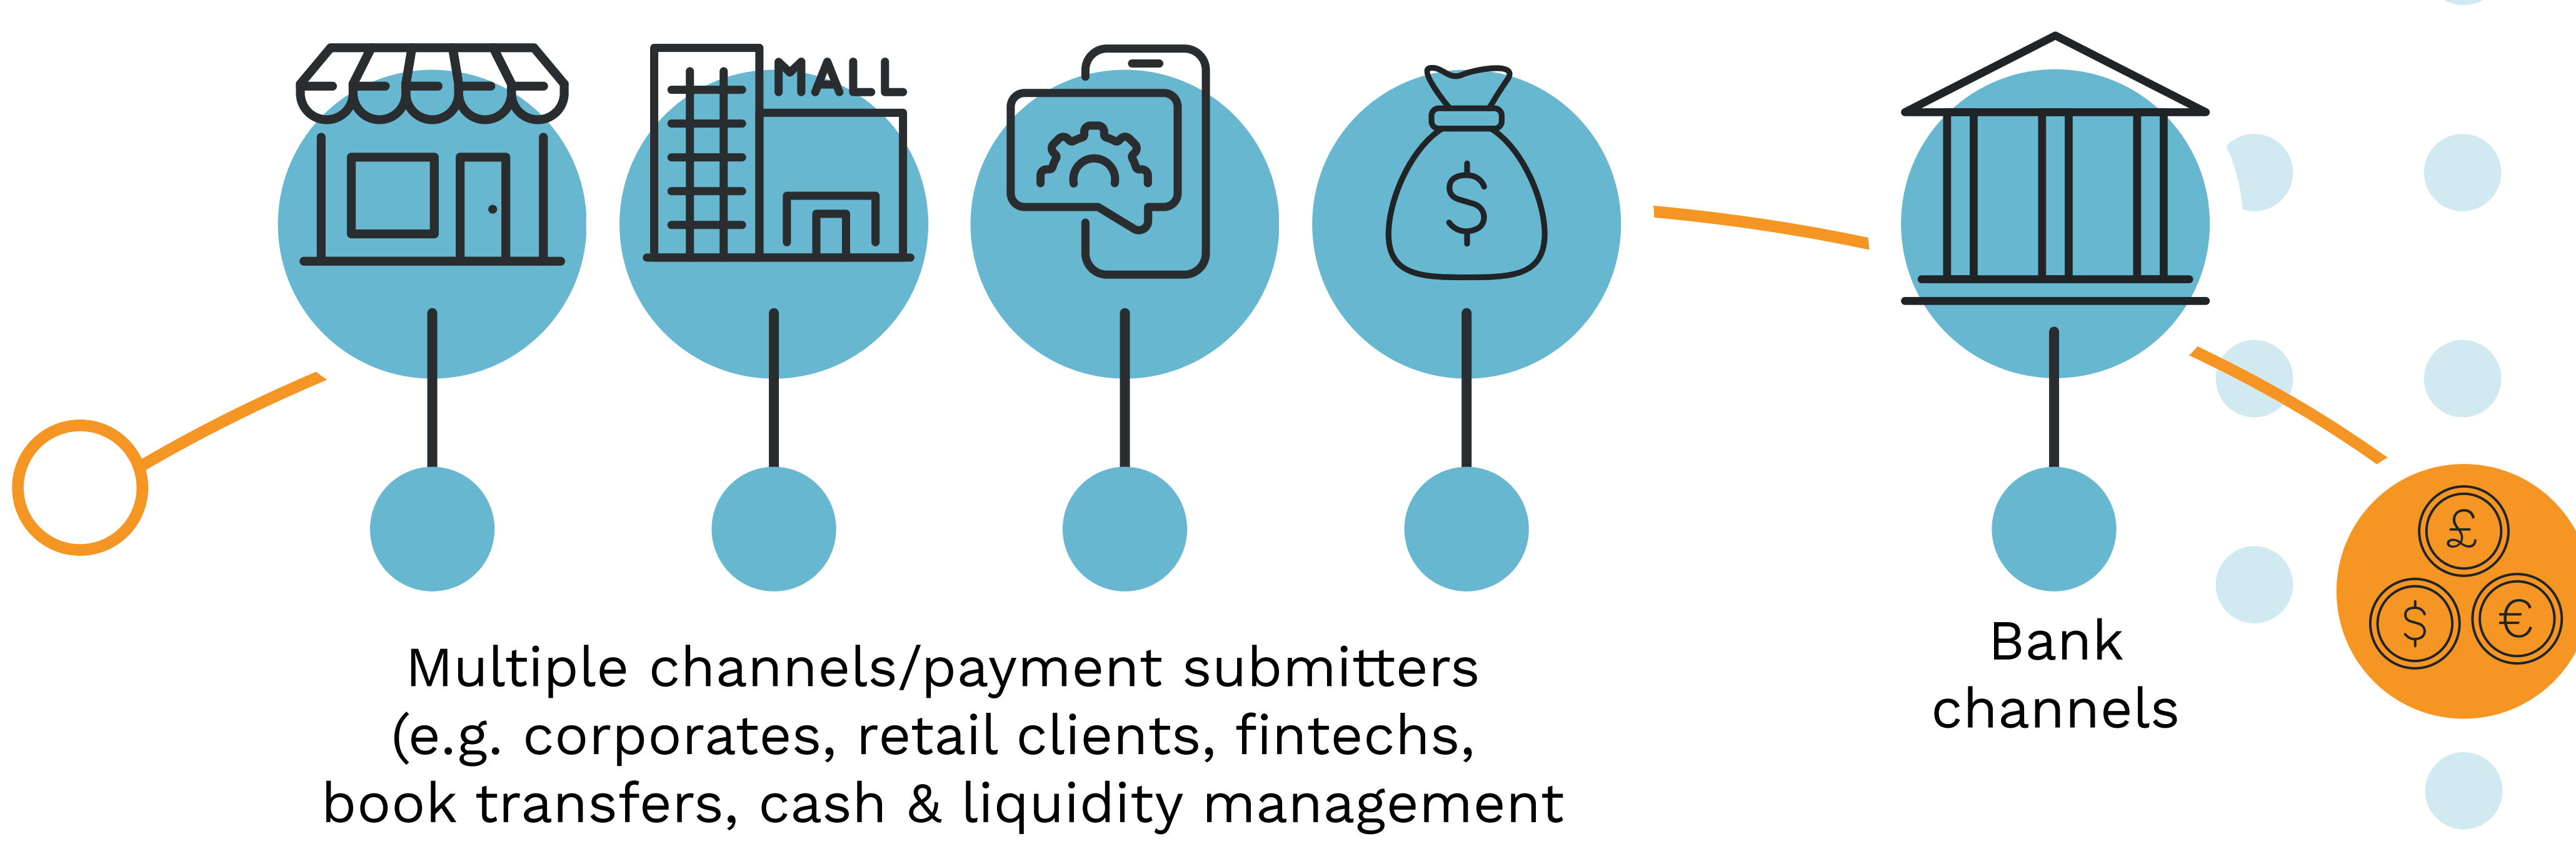 MALL
$
Multiple channels/payment submitters
(e.g. corporates, retail clients, fintechs,
book transfers, cash & liquidity management
Bank
channels
£
$ €